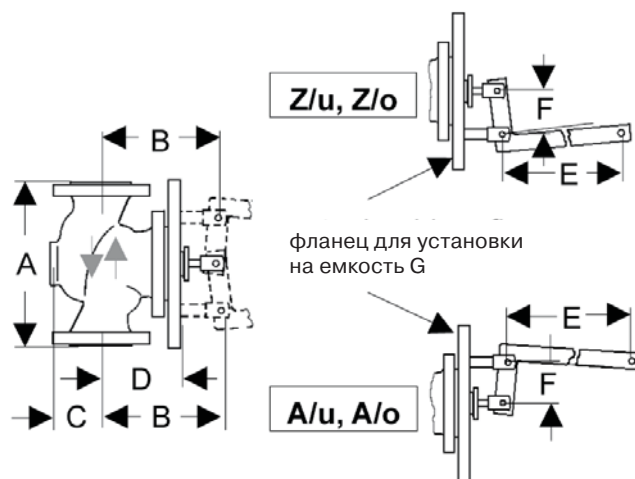 Z/u, Z/o
F
B
E
A
фланец для установки
на емкость G
E
D
F
C
B
A/u, A/o